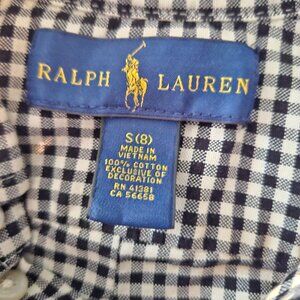 RALPH LAUREN
S (8)
MADE IN
VIETNAM
100% COTTON
EXCLUSIVE OF
DECORATION
RN 41381
CA 56658